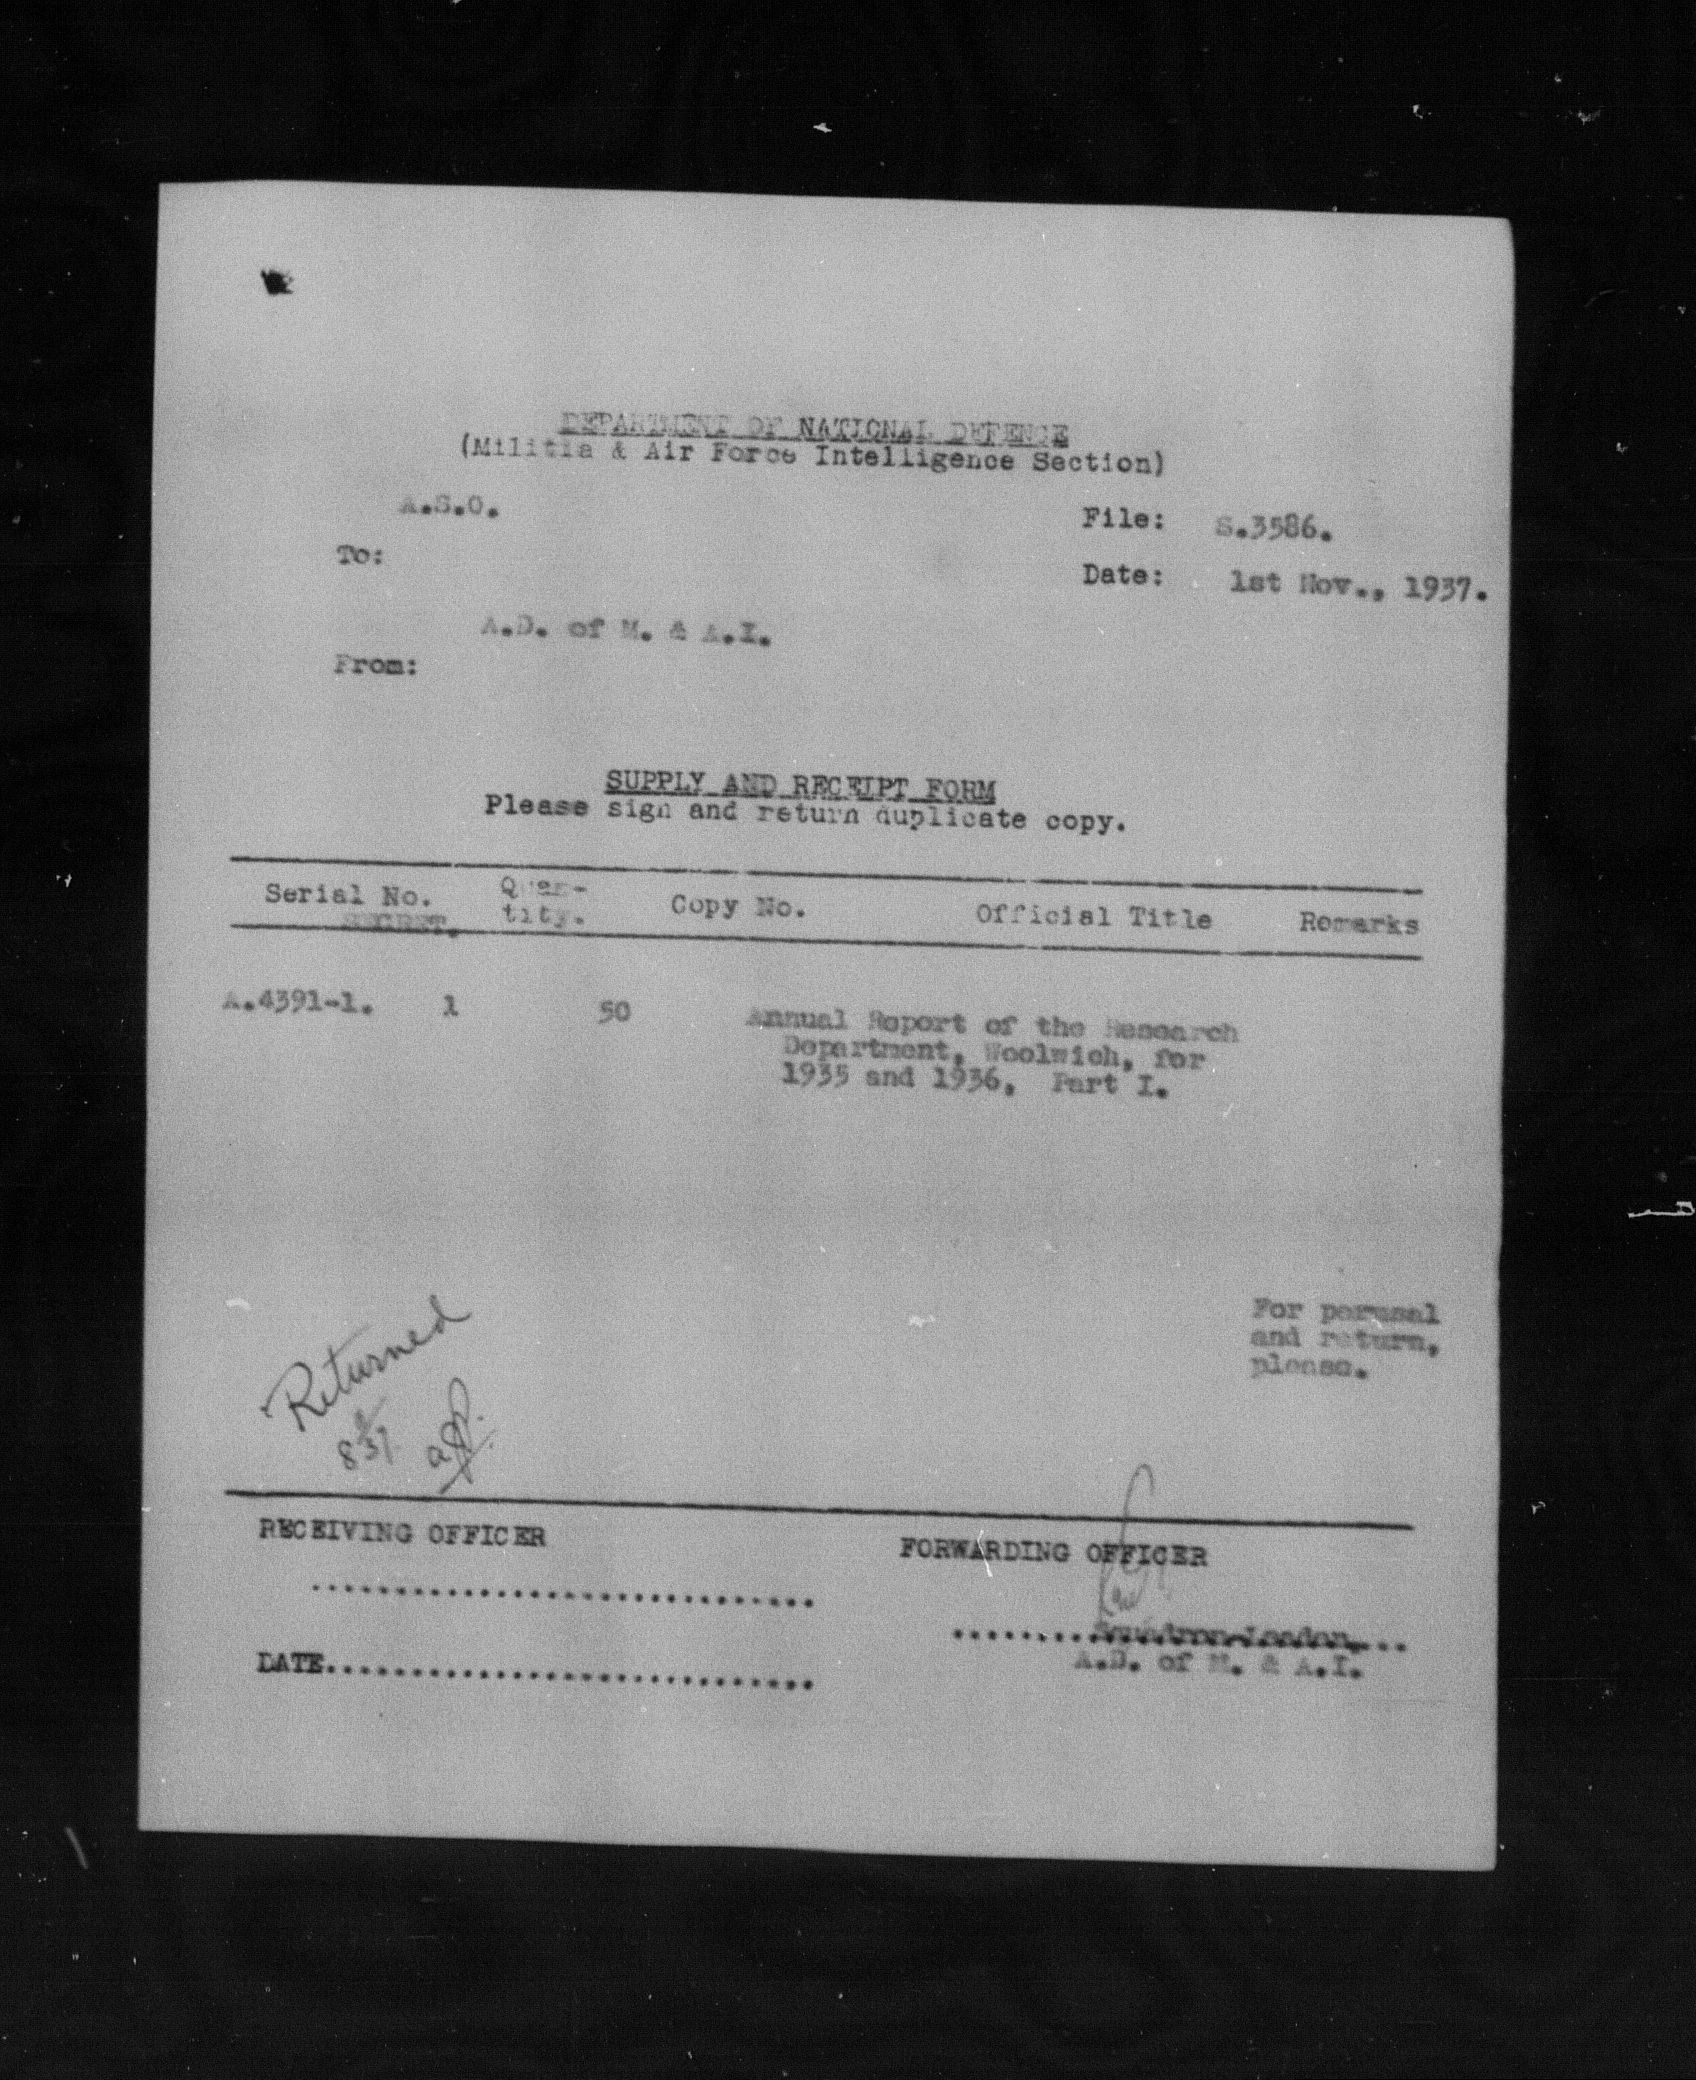 DEPARTMENT OF NATIONAL DEFENCE
(Militia & Air Force Intelligence Section)
A.S.O.
File: S.3586.
To:
Date: 1st Nov., 1937.
A.D. of M. & A.I.
From:
SUPPLY AND RECEIPT FORM
Please sign and return duplicate copy.
Serial No. Quan- Copy No. Official Title Remarks
SECRET. tity.
A.4391-1. 1 50 Annual Report of the Research
Department, Woolwich, for
1935 and 1936. Part I.
For perusal
and return,
please.
Returned
RECEIVING OFFICER
FORWARDING OFFICER
..............................
Squadron Leader,
DATE..............................
A.D. of M. & A.I.